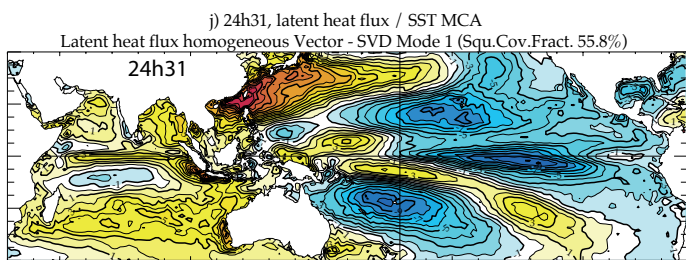 j) 24h31, latent heat flux / SST MCA
Latent heat flux homogeneous Vector - SVD Mode 1 (Squ.Cov.Fract. 55.8%)
24h31